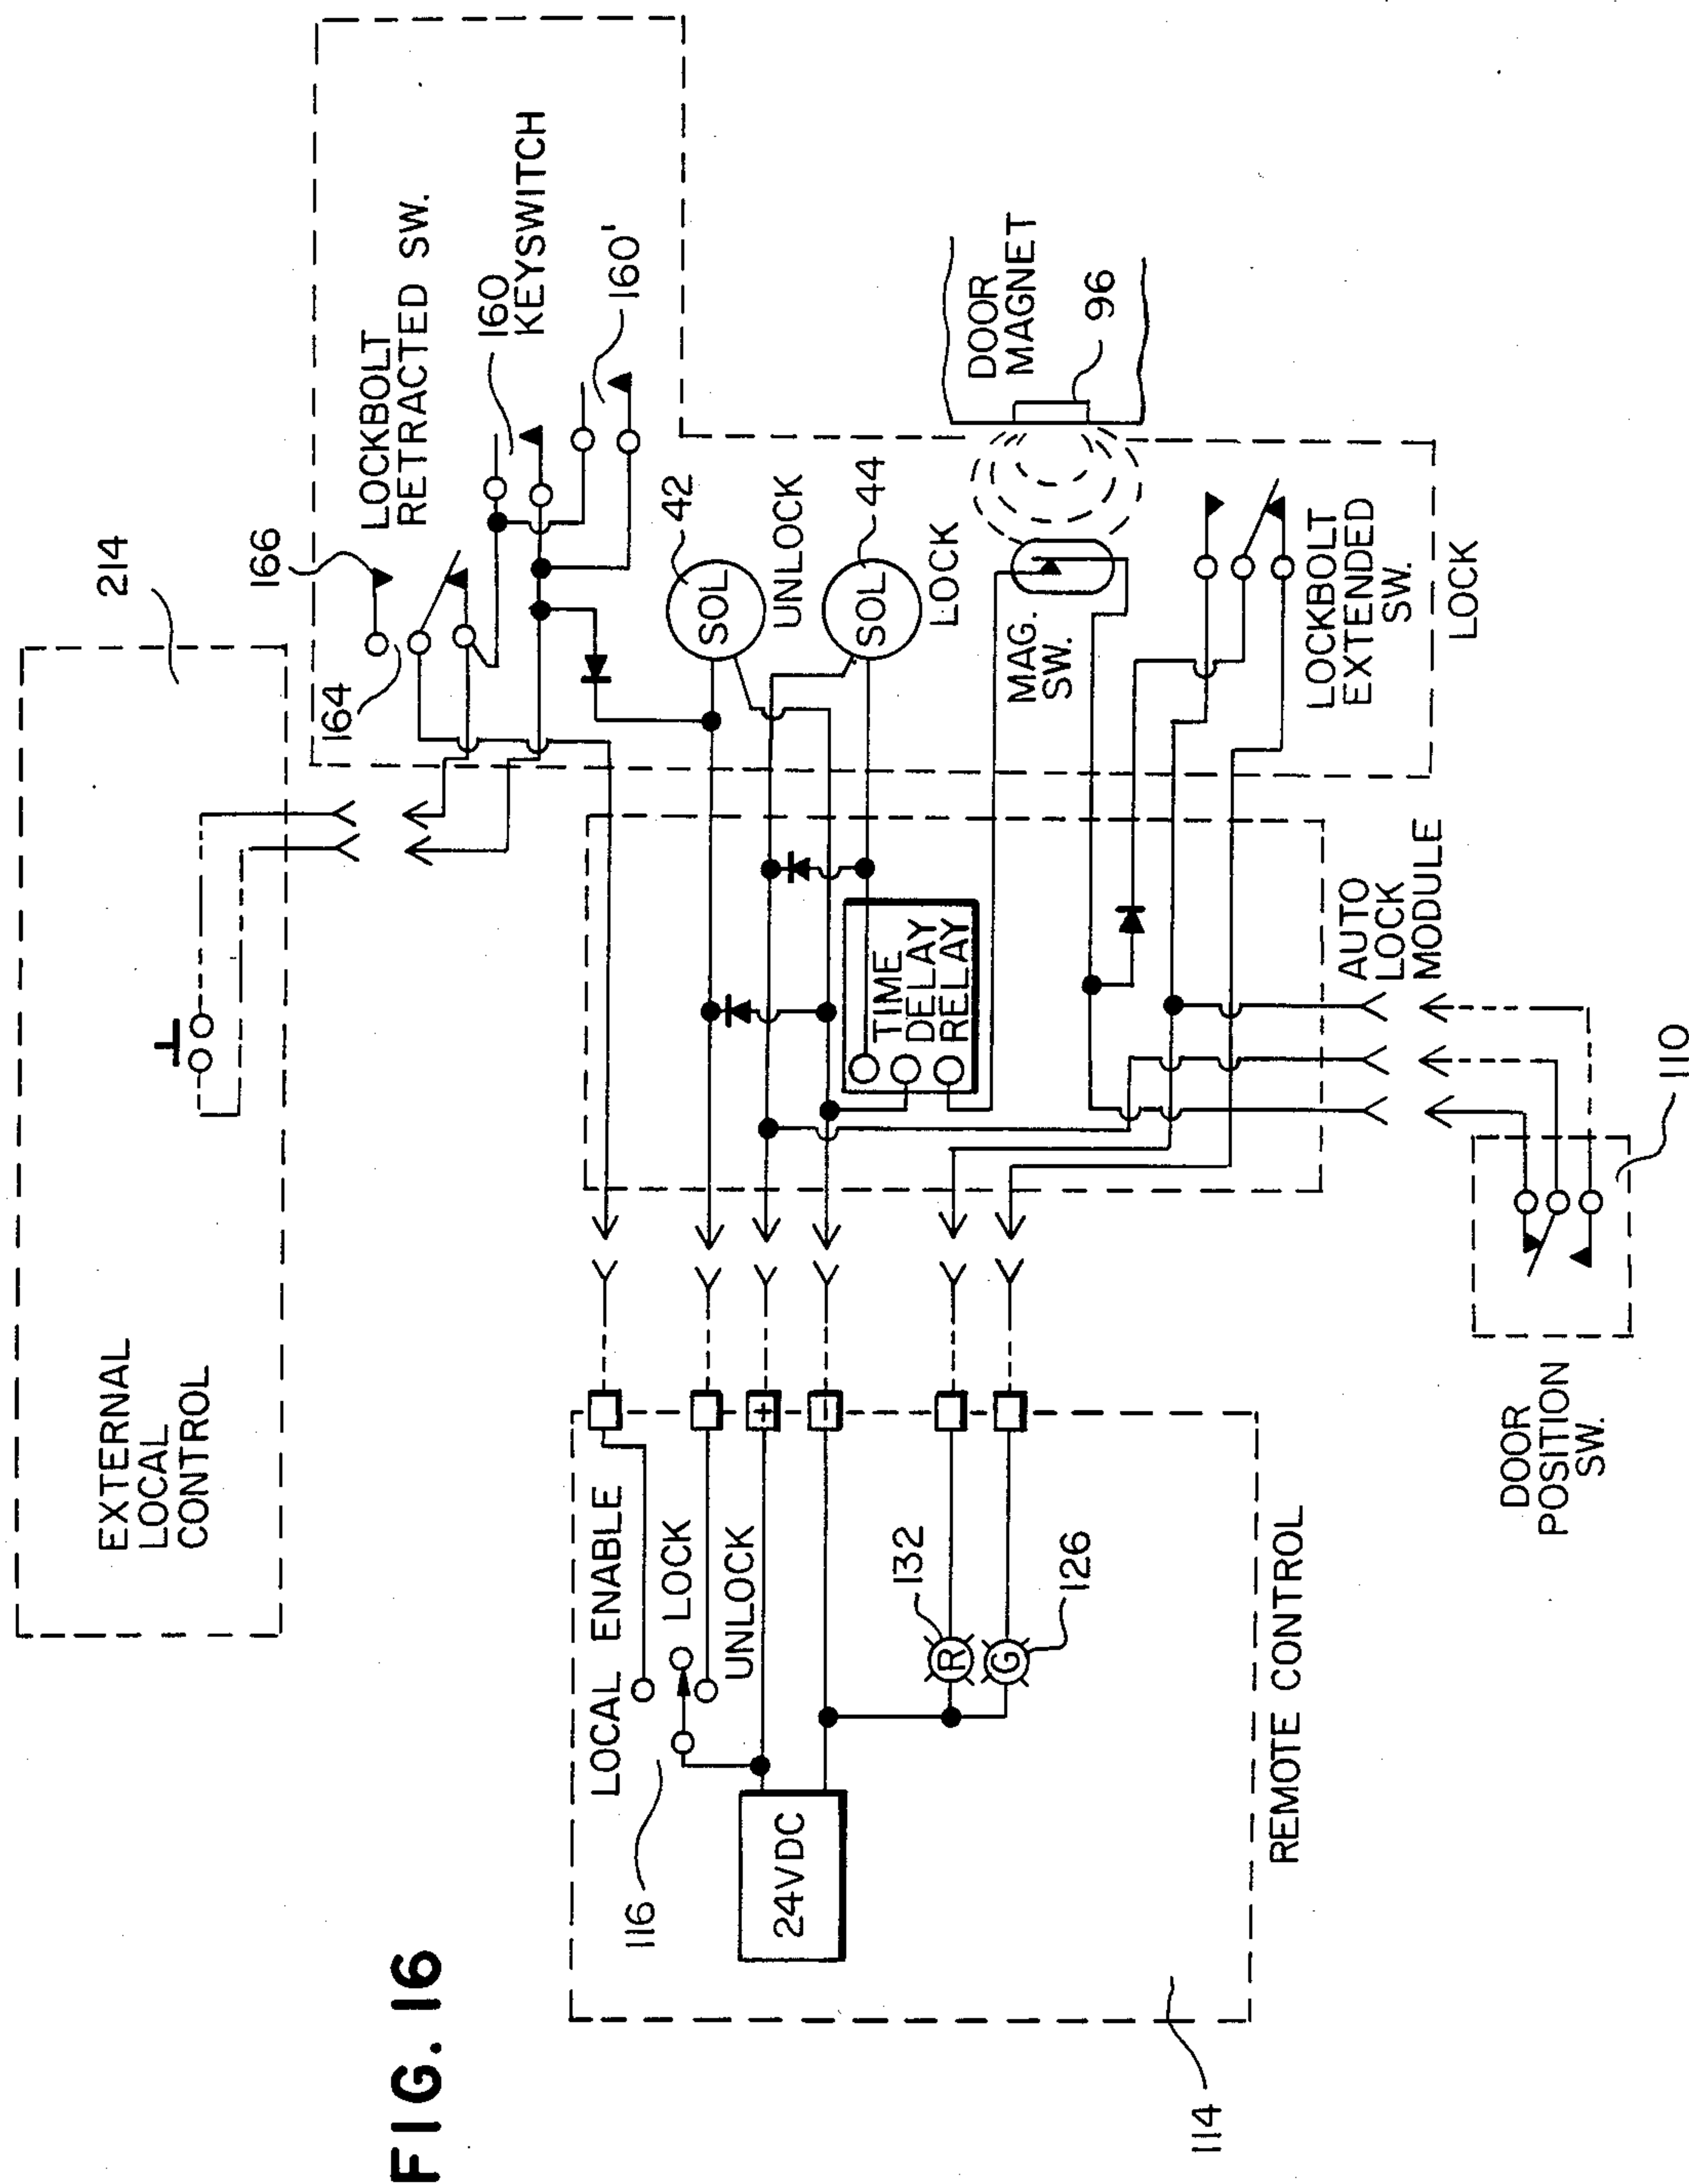 FIG. 16
EXTERNAL
LOCAL
CONTROL
214
166
164
LOCKBOLT
RETRACTED SW.
160
KEYSWITCH
160'
42
SOL
UNLOCK
44
SOL
LOCK
DOOR
MAGNET
96
MAG.
SW.
LOCKBOLT
EXTENDED
SW.
LOCK
TIME
DELAY
RELAY
AUTO
LOCK
MODULE
110
DOOR
POSITION
SW.
LOCAL ENABLE
LOCK
UNLOCK
116
24VDC
+
-
132
R
G
126
REMOTE CONTROL
114